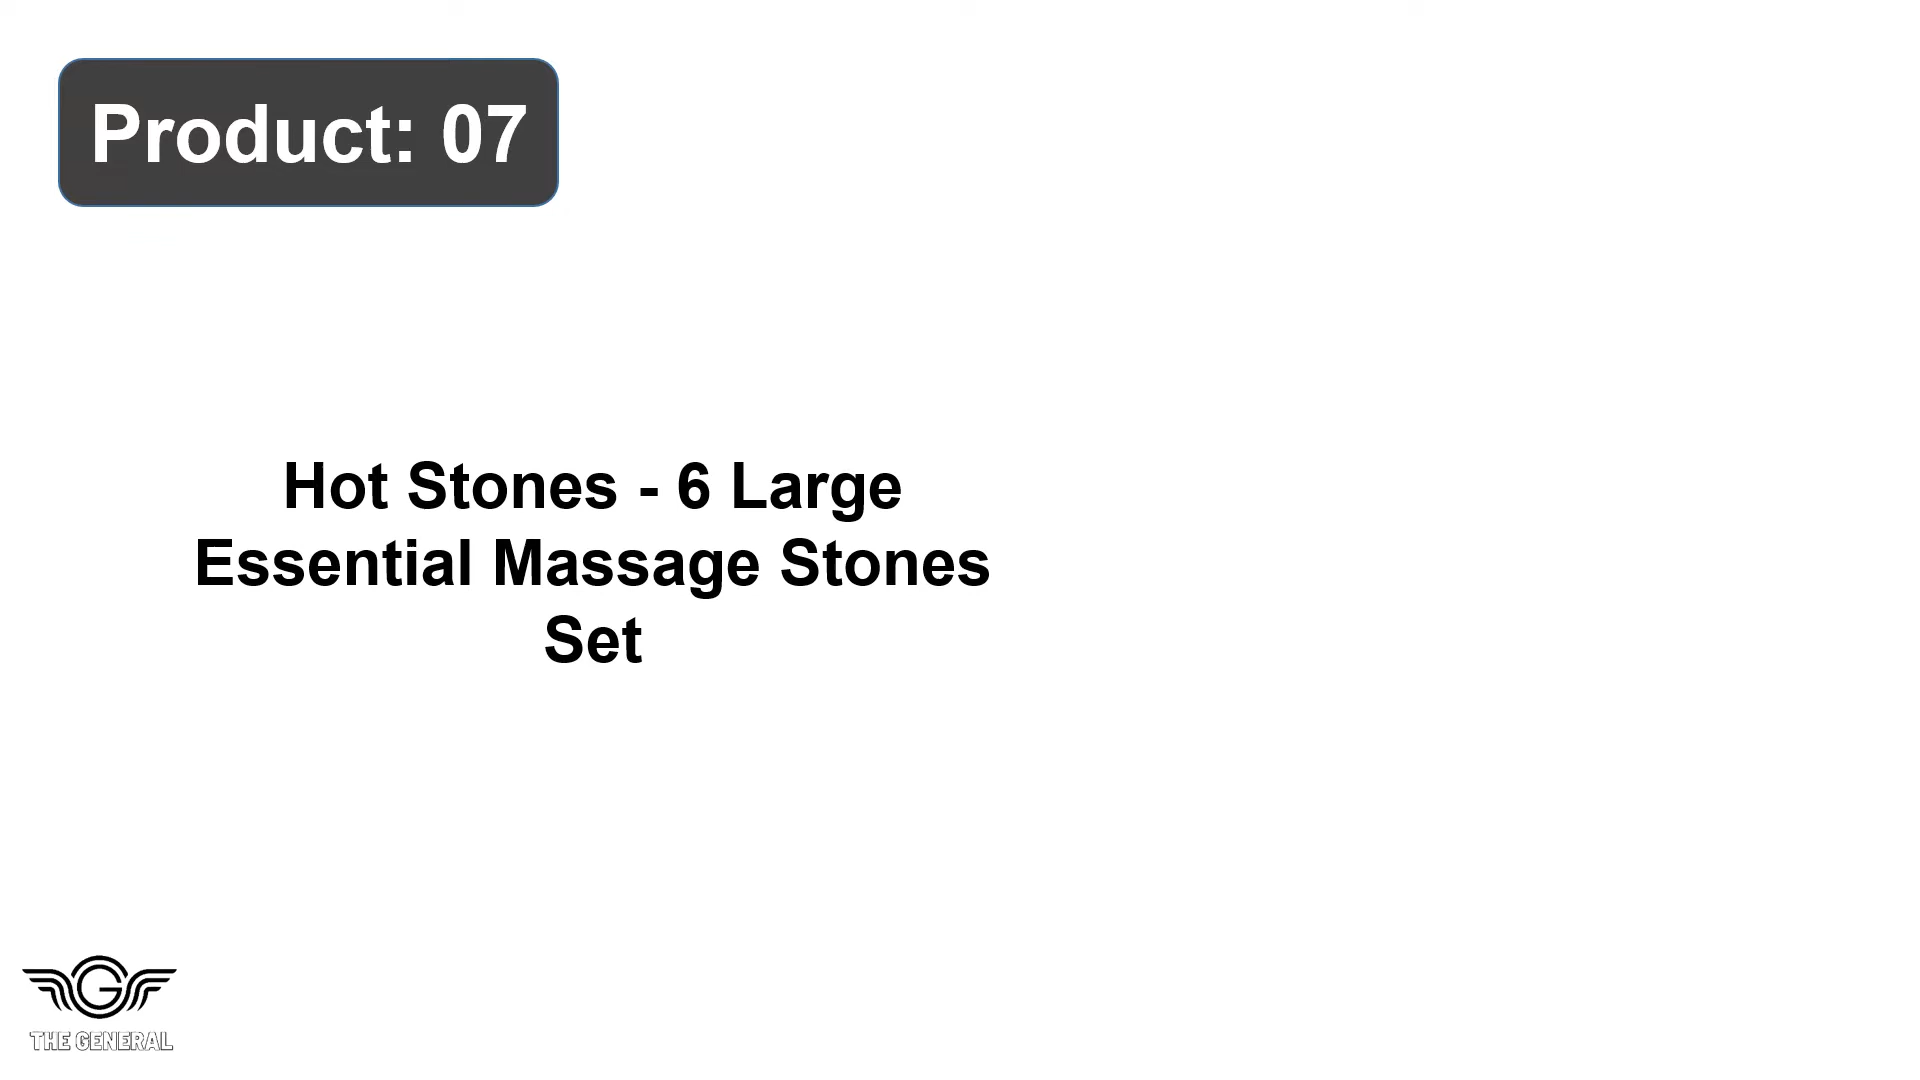 Product: 07
Hot Stones - 6 Large
Essential Massage Stones
Set
G
THE GENERAL